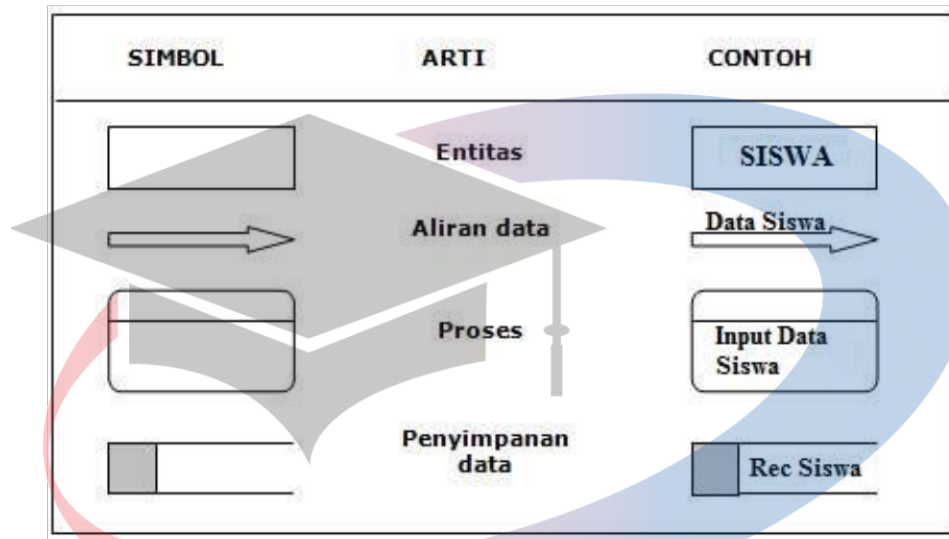 SIMBOL ARTI CONTOH
Entitas SISWA
Aliran data Data Siswa
Proses Input Data
Siswa
Penyimpanan
data Rec Siswa